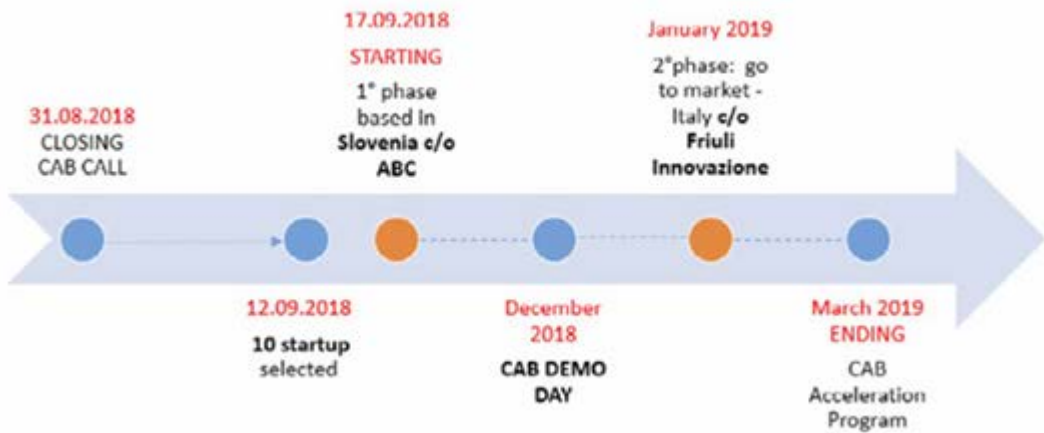 31.08.2018
CLOSING
CAB CALL
12.09.2018
10 startup
selected
17.09.2018
STARTING
1° phase
based in
Slovenia c/o
ABC
December
2018
CAB DEMO
DAY
January 2019
2°phase: go
to market -
Italy c/o
Friuli
Innovazione
March 2019
ENDING
CAB
Acceleration
Program